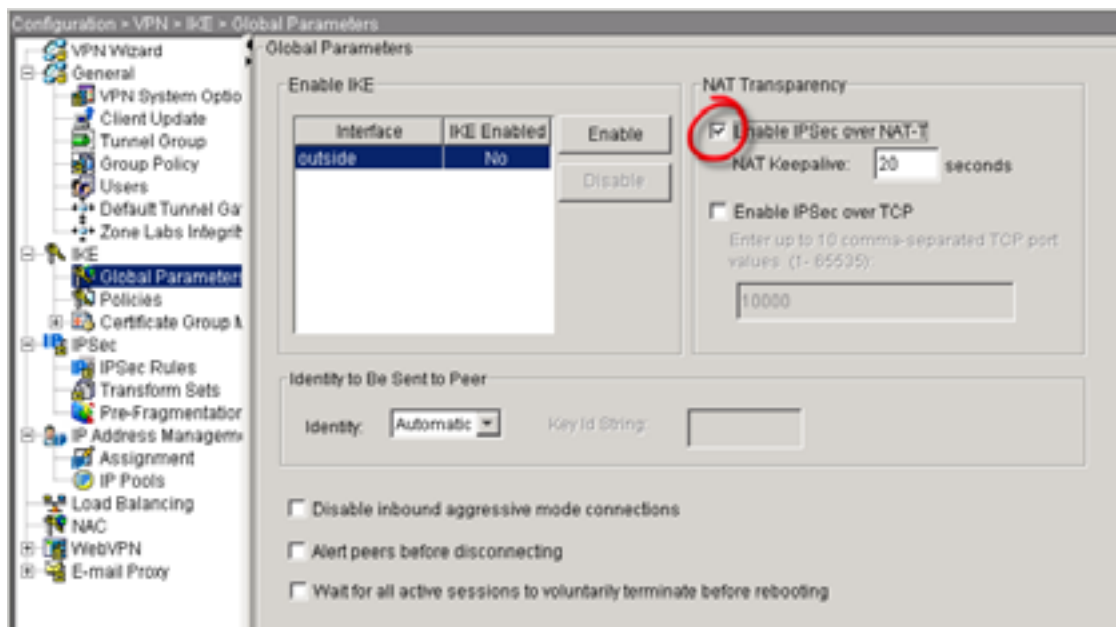 Configuration > VPN > IKE > Global Parameters
VPN Wizard
General
VPN System Optio
Client Update
Tunnel Group
Group Policy
Users
Default Tunnel Ga
Zone Labs Integrit
IKE
Global Parameter
Policies
Certificate Group M
IPSec
IPSec Rules
Transform Sets
Pre-Fragmentation
IP Address Manageme
Assignment
IP Pools
Load Balancing
NAC
WebVPN
E-mail Proxy
Global Parameters
Enable IKE
Interface IKE Enabled
outside No
Enable
Disable
NAT Transparency
Enable IPSec over NAT-T
NAT Keepalive: 20 seconds
Enable IPSec over TCP
Enter up to 10 comma-separated TCP port
values (1- 65535):
10000
Identity to Be Sent to Peer
Identity: Automatic Key Id String:
Disable inbound aggressive mode connections
Alert peers before disconnecting
Wait for all active sessions to voluntarily terminate before rebooting